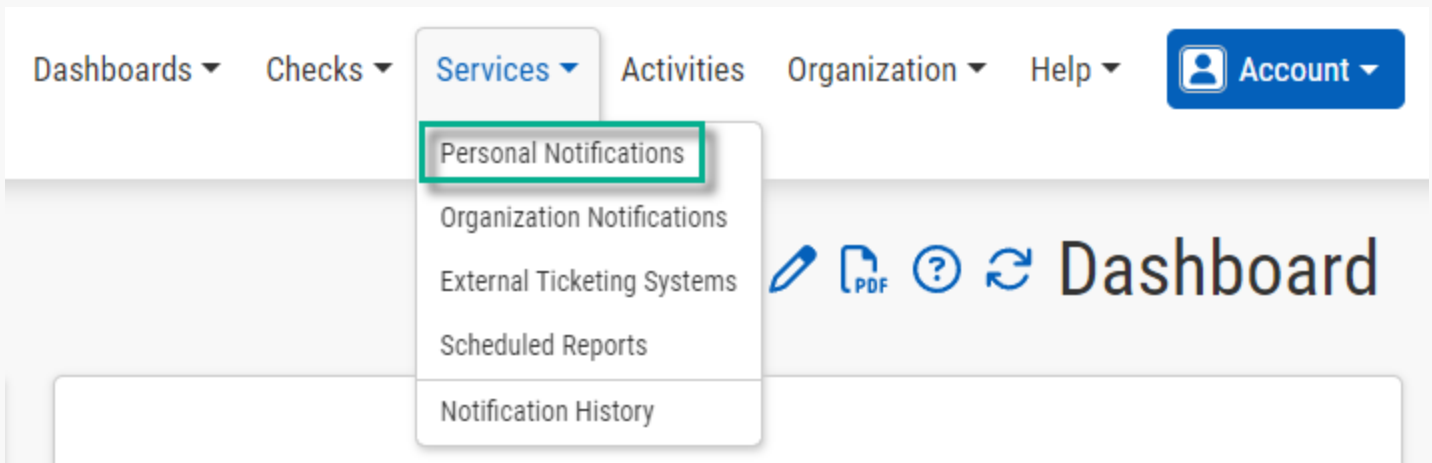 Dashboards Checks Services Activities Organization Help Account
Personal Notifications
Organization Notifications
External Ticketing Systems
PDF
Dashboard
Scheduled Reports
Notification History